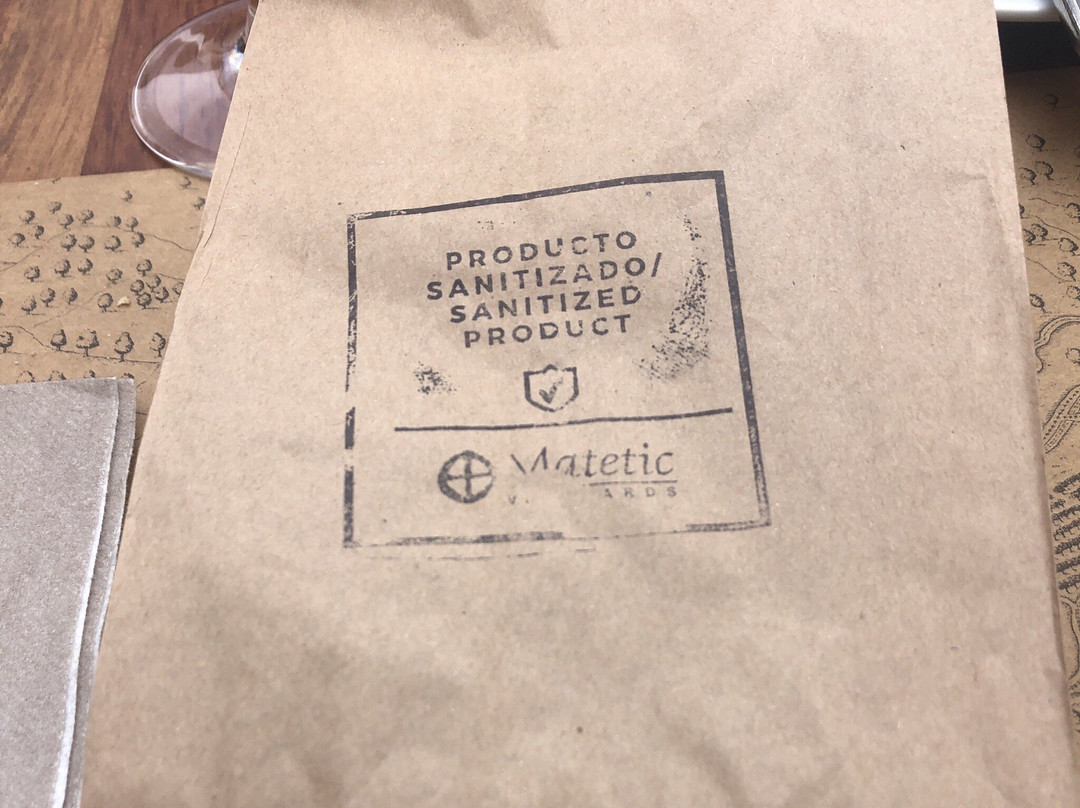 PRODUCTO
SANITIZADO/
SANITIZED
PRODUCT
Matetic